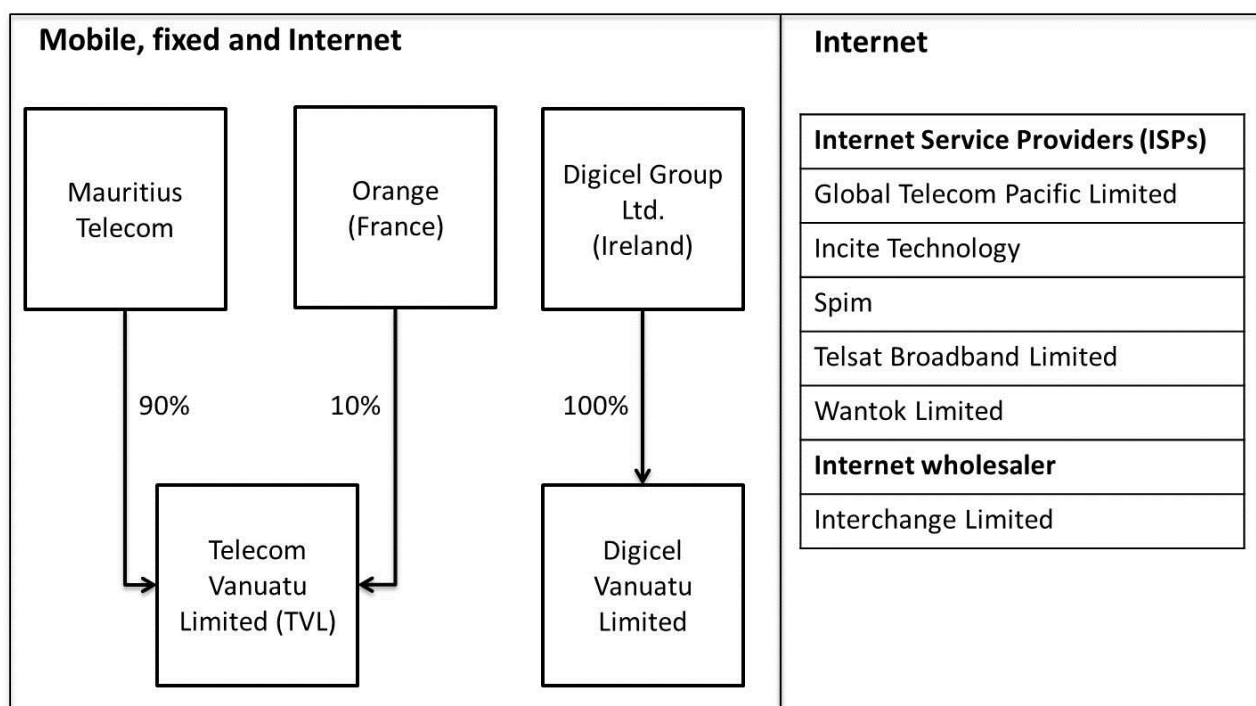 Mobile, fixed and Internet
Mauritius
Telecom
Orange
(France)
Digicel Group
Ltd.
(Ireland)
90%
10%
100%
Telecom
Vanuatu
Limited (TVL)
Digicel
Vanuatu
Limited
Internet
Internet Service Providers (ISPs)
Global Telecom Pacific Limited
Incite Technology
Spim
Telsat Broadband Limited
Wantok Limited
Internet wholesaler
Interchange Limited